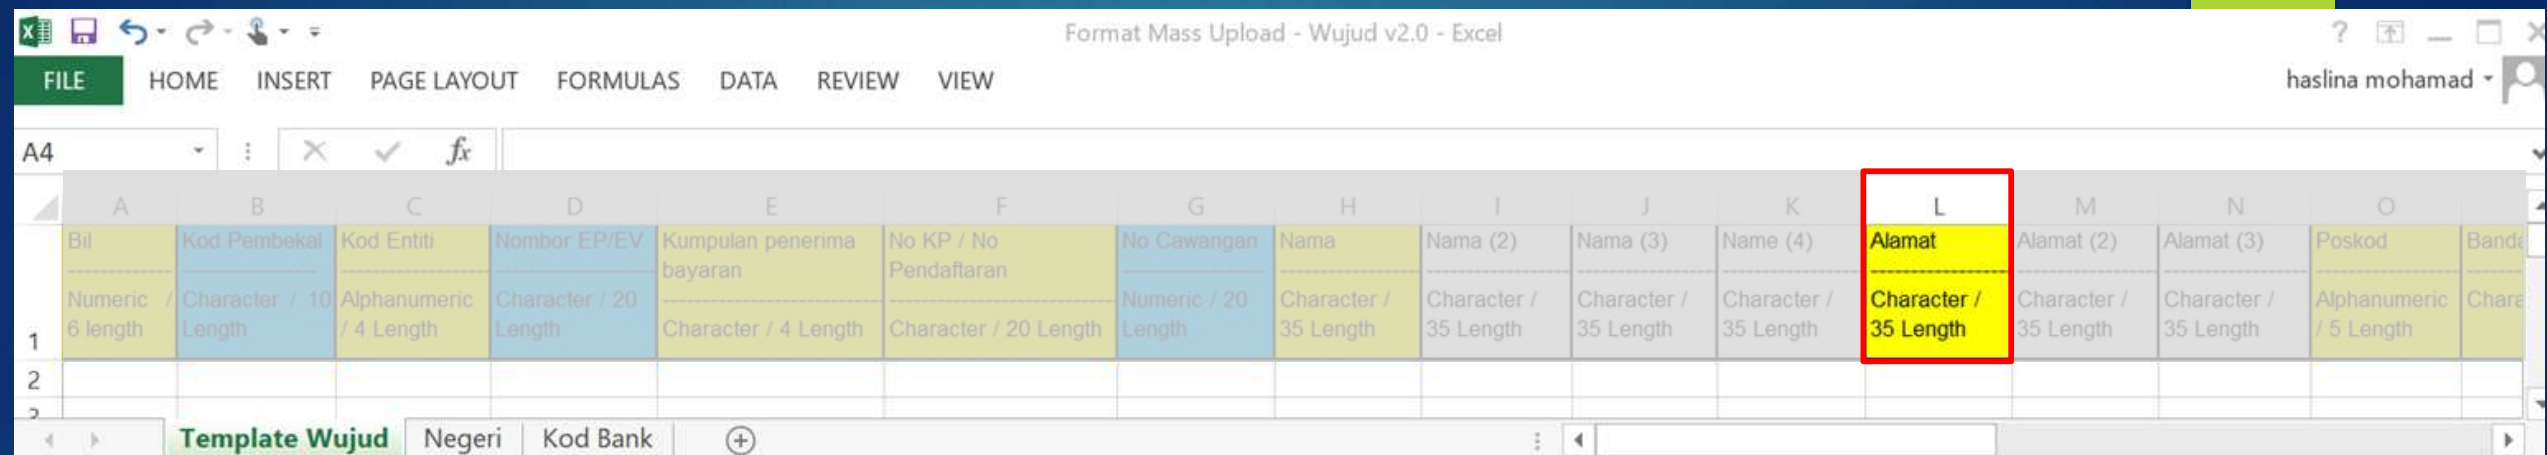 Format Mass Upload - Wujud v2.0 - Excel
FILE HOME INSERT PAGE LAYOUT FORMULAS DATA REVIEW VIEW
haslina mohamad
A4 fx
A B C D E F G H I J K L M N O
1
Bil
--------------
Numeric / 6 length
Kod Pembekal
--------------
Character / 10 Length
Kod Entiti
--------------
Alphanumeric / 4 Length
Nombor EP/EV
--------------
Character / 20 Length
Kumpulan penerima bayaran
--------------
Character / 4 Length
No KP / No Pendaftaran
--------------
Character / 20 Length
No Cawangan
--------------
Numeric / 20 Length
Nama
--------------
Character / 35 Length
Nama (2)
--------------
Character / 35 Length
Nama (3)
--------------
Character / 35 Length
Name (4)
--------------
Character / 35 Length
Alamat
--------------
Character / 35 Length
Alamat (2)
--------------
Character / 35 Length
Alamat (3)
--------------
Character / 35 Length
Poskod
--------------
Alphanumeric / 5 Length
2
Template Wujud Negeri Kod Bank